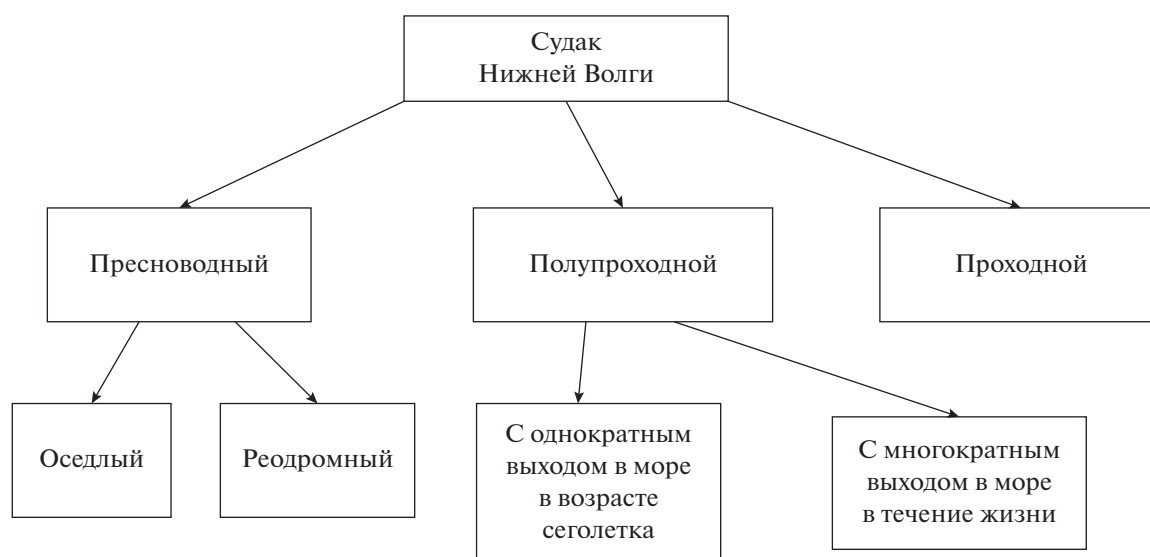 Судак
Нижней Волги
Пресноводный
Полупроходной
Проходной
Оседлый
Реодромный
С однократным
выходом в море
в возрасте
сеголетка
С многократным
выходом в море
в течение жизни